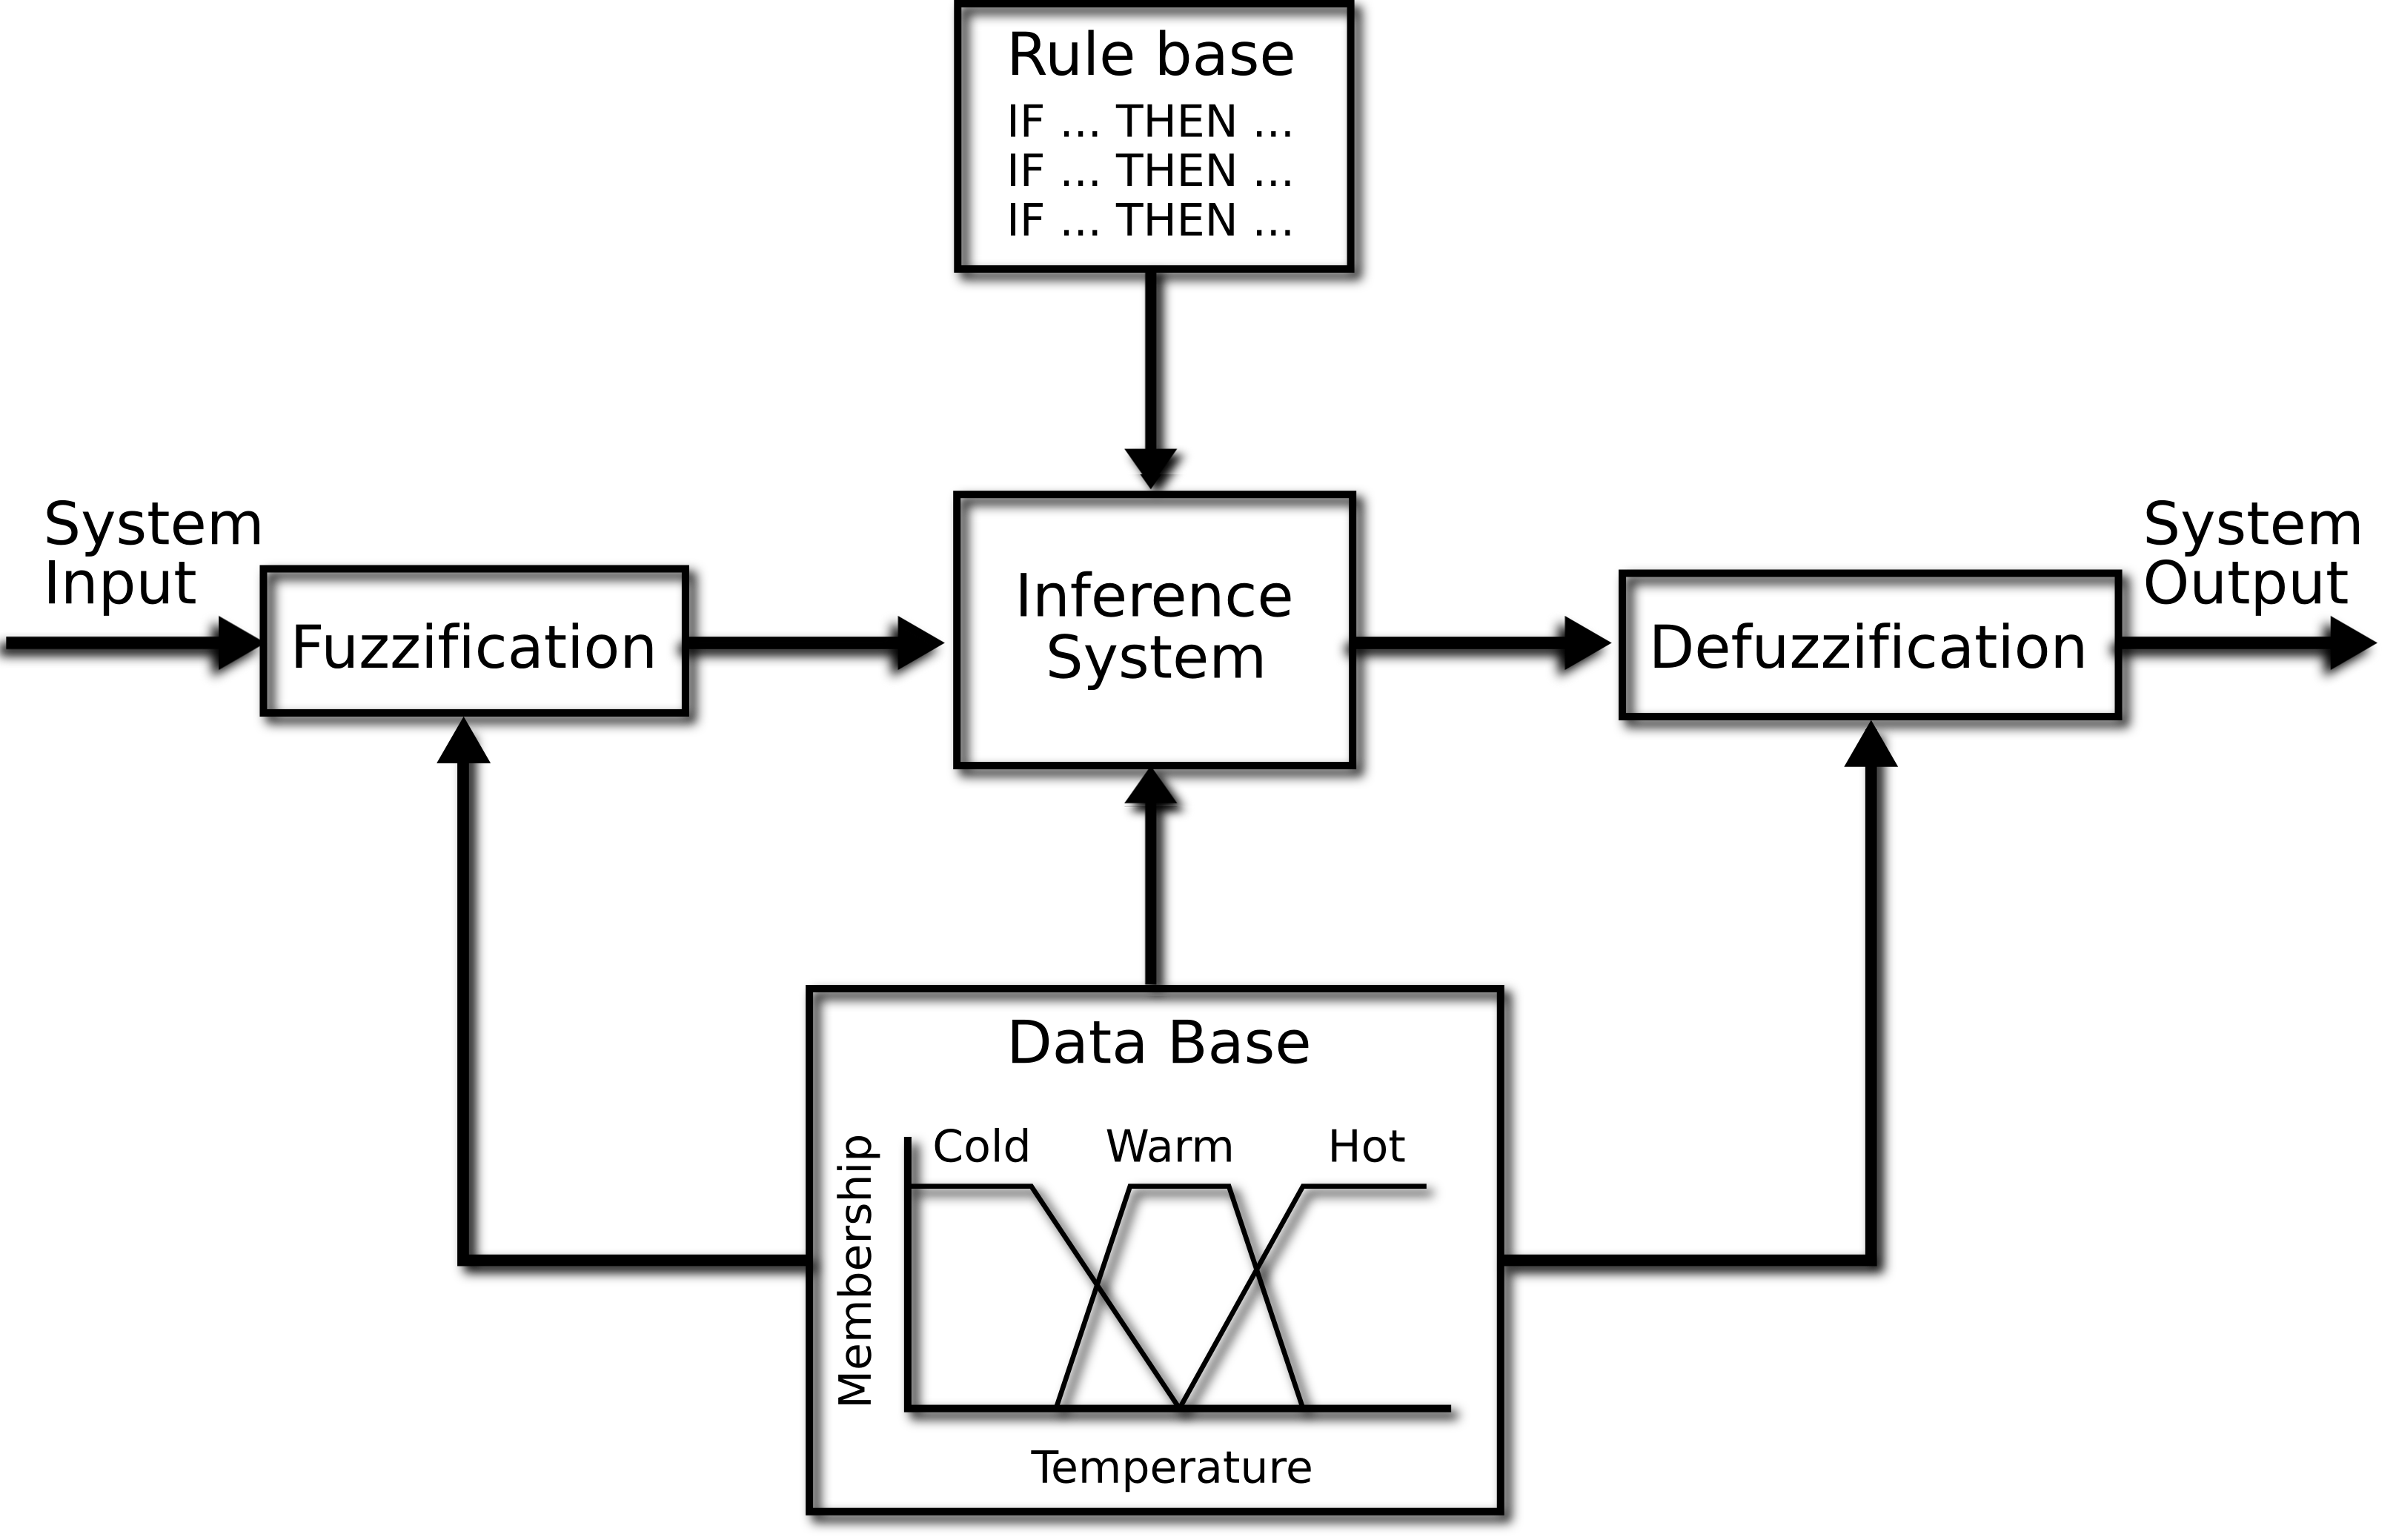 Rule base
IF ... THEN ...
IF ... THEN ...
IF ... THEN ...
System
Input
Fuzzification
Inference
System
Defuzzification
System
Output
Data Base
Membership
Cold Warm Hot
Temperature